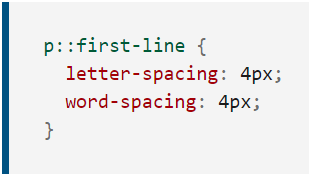 p::first-line {
  letter-spacing: 4px;
  word-spacing: 4px;
}